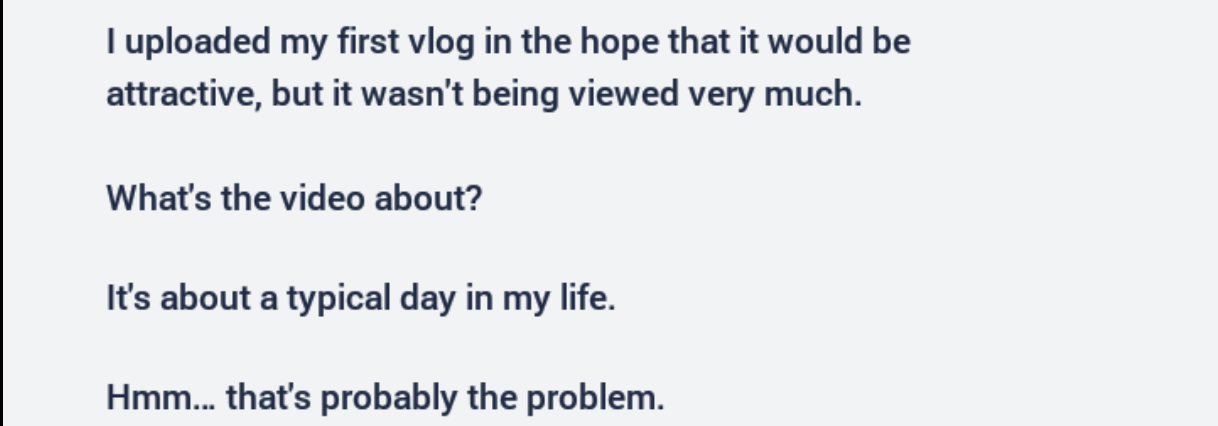 I uploaded my first vlog in the hope that it would be
attractive, but it wasn't being viewed very much.
What's the video about?
It's about a typical day in my life.
Hmm... that's probably the problem.